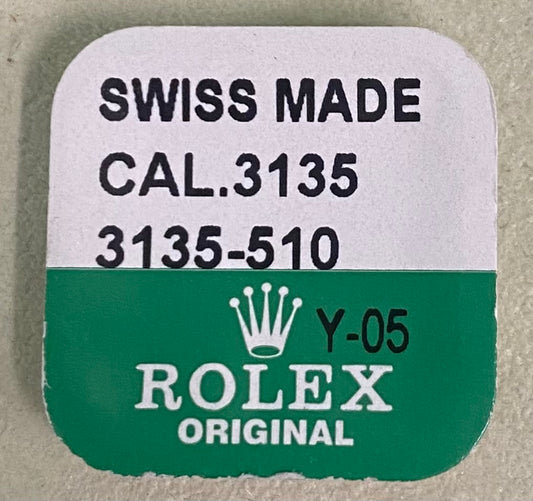 SWISS MADE
CAL.3135
3135-510
Y-05
ROLEX
ORIGINAL